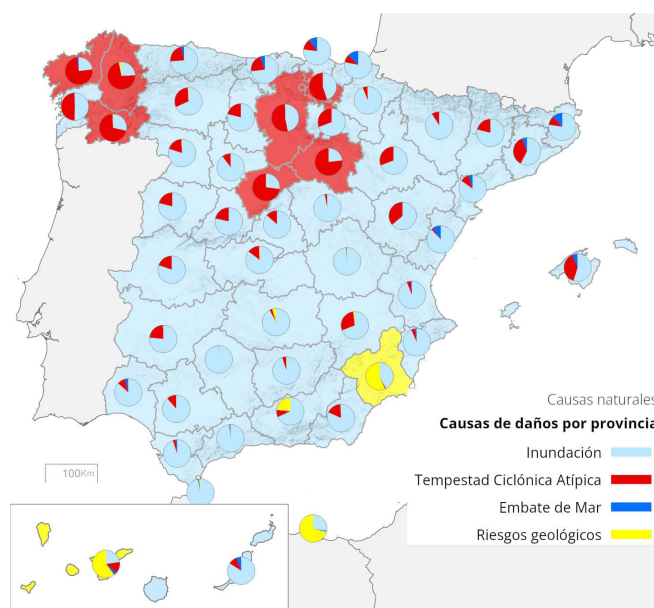 Causas naturales
Causas de daños por provincia
Inundación
Tempestad Ciclónica Atípica
Embate de Mar
Riesgos geológicos
100Km